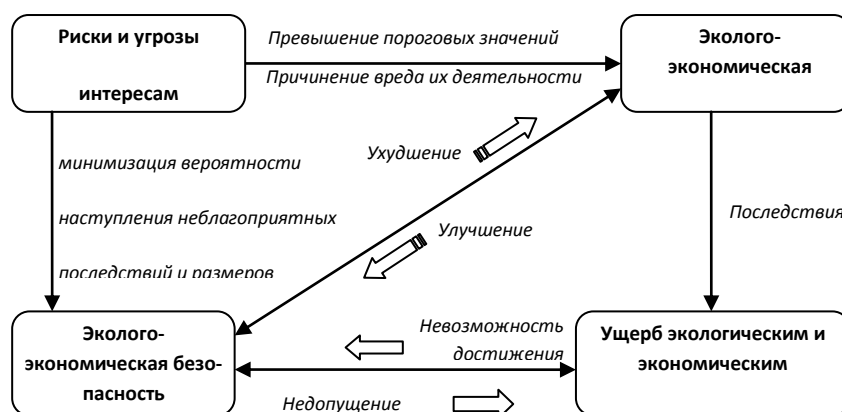 Риски и угрозы
интересам
Превышение пороговых значений
Причинение вреда их деятельности
Эколого-
экономическая
Ухудшение
минимизация вероятности
наступления неблагоприятных
последствий и размеров
Улучшение
Последствия
Эколого-
экономическая безо-
пасность
Невозможность
достижения
Недопущение
Ущерб экологическим и
экономическим